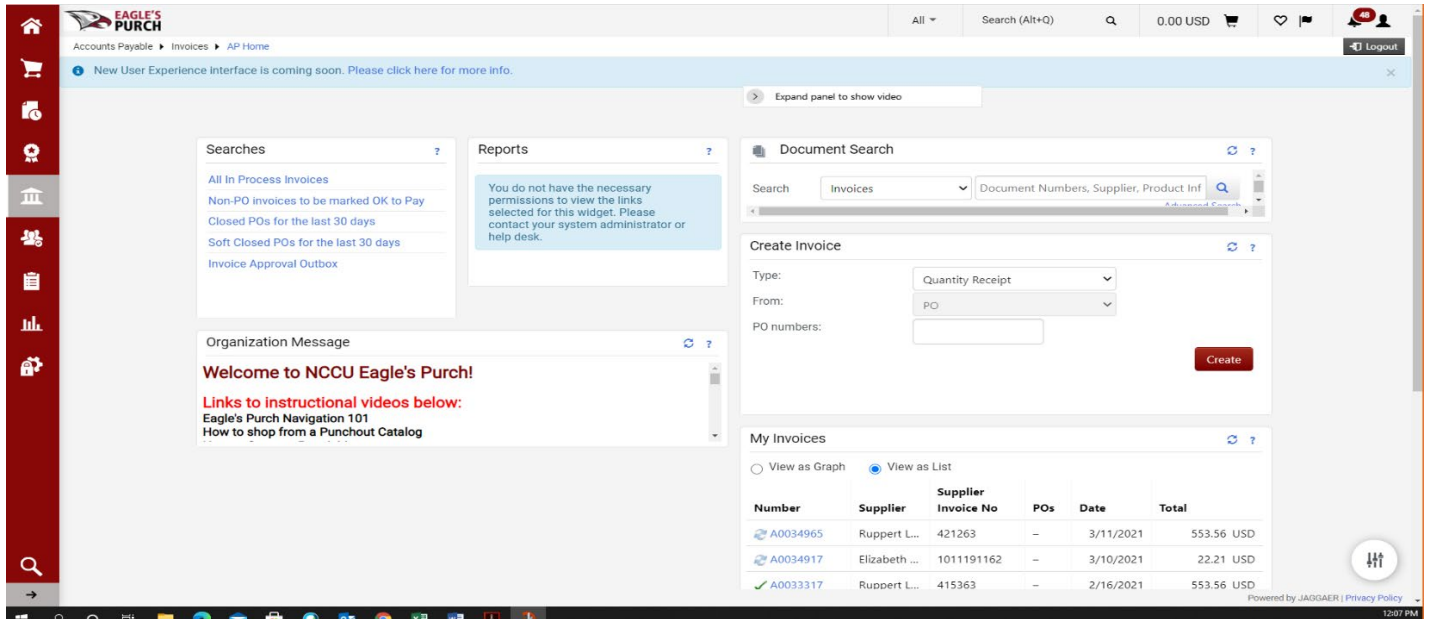 EAGLE'S
PURCH
All
Search (Alt+Q)
0.00 USD
48
Accounts Payable
Invoices
AP Home
Logout
New User Experience Interface is coming soon. Please click here for more info.
Expand panel to show video
Searches ?
All In Process Invoices
Non-PO invoices to be marked OK to Pay
Closed POs for the last 30 days
Soft Closed POs for the last 30 days
Invoice Approval Outbox
Reports ?
You do not have the necessary
permissions to view the links
selected for this widget. Please
contact your system administrator or
help desk.
Organization Message ?
Welcome to NCCU Eagle's Purch!
Links to instructional videos below:
Eagle's Purch Navigation 101
How to shop from a Punchout Catalog
Document Search ?
Search Invoices Document Numbers, Supplier, Product Inf
Advanced Search
Create Invoice ?
Type: Quantity Receipt
From: PO
PO numbers:
Create
My Invoices ?
View as Graph View as List
Number Supplier Supplier Invoice No POs Date Total
A0034965 Ruppert L... 421263 – 3/11/2021 553.56 USD
A0034917 Elizabeth ... 1011191162 – 3/10/2021 22.21 USD
A0033317 Ruppert L... 415363 – 2/16/2021 553.56 USD
Powered by JAGGAER | Privacy Policy
12:07 PM